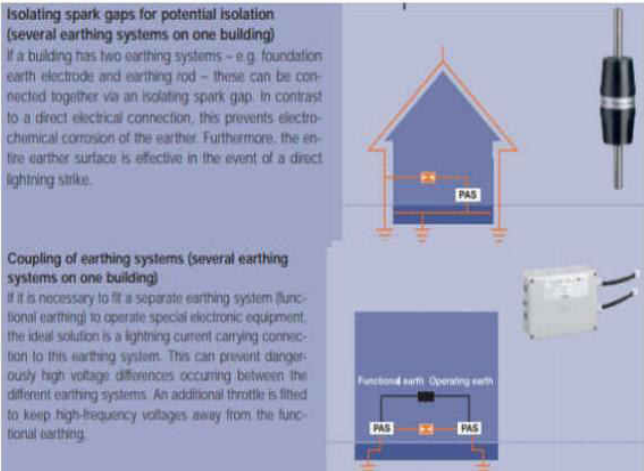 Isolating spark gaps for potential isolation
(several earthing systems on one building)
If a building has two earthing systems – e.g. foundation
earth electrode and earthing rod – these can be con-
nected together via an isolating spark gap. In contrast
to a direct electrical connection, this prevents electro-
chemical corrosion of the earther. Furthermore, the en-
tire earther surface is effective in the event of a direct
lightning strike.
PAS
Coupling of earthing systems (several earthing
systems on one building)
If it is necessary to fit a separate earthing system (func-
tional earthing) to operate special electronic equipment,
the ideal solution is a lightning current carrying connec-
tion to this earthing system. This can prevent danger-
ously high voltage differences occurring between the
different earthing systems. An additional throttle is fitted
to keep high-frequency voltages away from the func-
tional earthing.
Functional earth Operating earth
PAS PAS